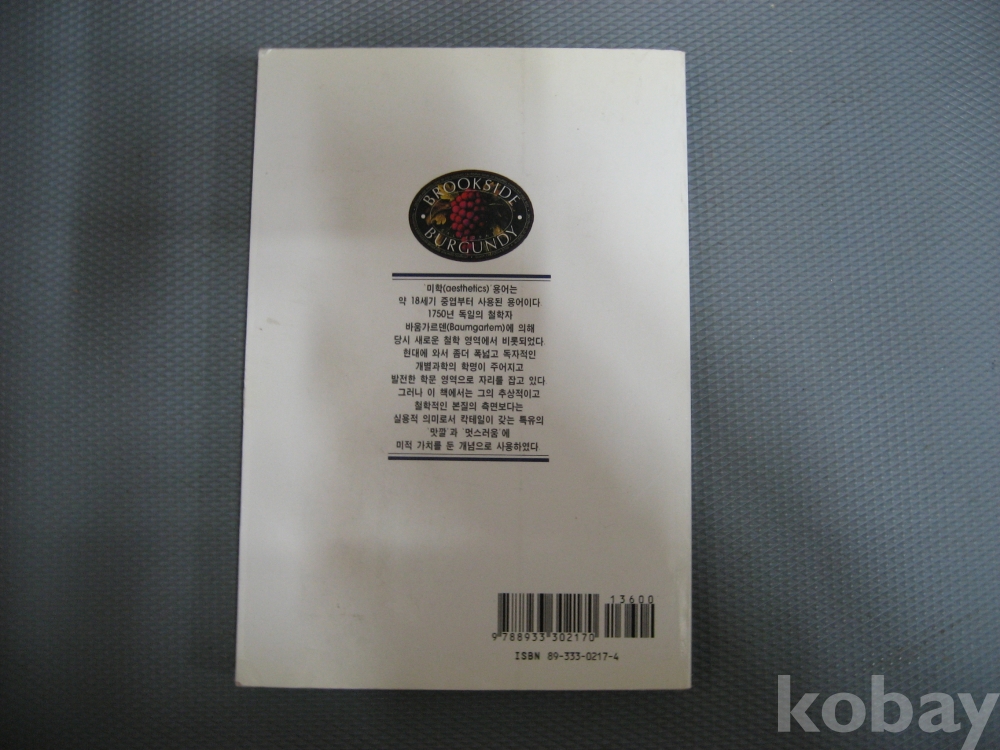 BROOKSIDE
BURGUNDY
'미학(aesthetics)'용어는
약 18세기 중엽부터 사용된 용어이다.
1750년 독일의 철학자
바움가르덴(Baumgartem)에 의해
당시 새로운 철학 영역에서 비롯되었다.
현대에 와서 좀더 폭넓고 독자적인
개별과학의 학명이 주어지고
발전한 학문 영역으로 자리를 잡고 있다.
그러나 이 책에서는 그의 추상적이고
철학적인 본질의 측면보다는
실용적 의미로서 칵테일이 갖는 특유의
'맛깔'과 '멋스러움'에
미적 가치를 둔 개념으로 사용하였다.
13600
9 788933 302170
ISBN 89-333-0217-4
kobay